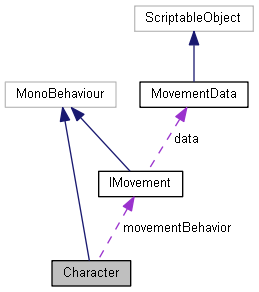 ScriptableObject
MonoBehaviour
MovementData
data
IMovement
movementBehavior
Character